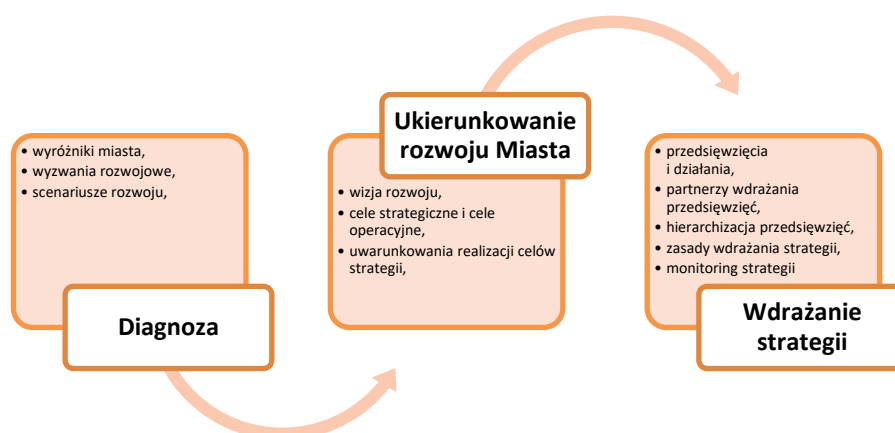 • wyróżniki miasta,
• wyzwania rozwojowe,
• scenariusze rozwoju,
Diagnoza
Ukierunkowanie
rozwoju Miasta
• wizja rozwoju,
• cele strategiczne i cele
operacyjne,
• uwarunkowania realizacji celów
strategii,
• przedsięwzięcia
i działania,
• partnerzy wdrażania
przedsięwzięć,
• hierarchizacja przedsięwzięć,
• zasady wdrażania strategii,
• monitoring strategii
Wdrażanie
strategii